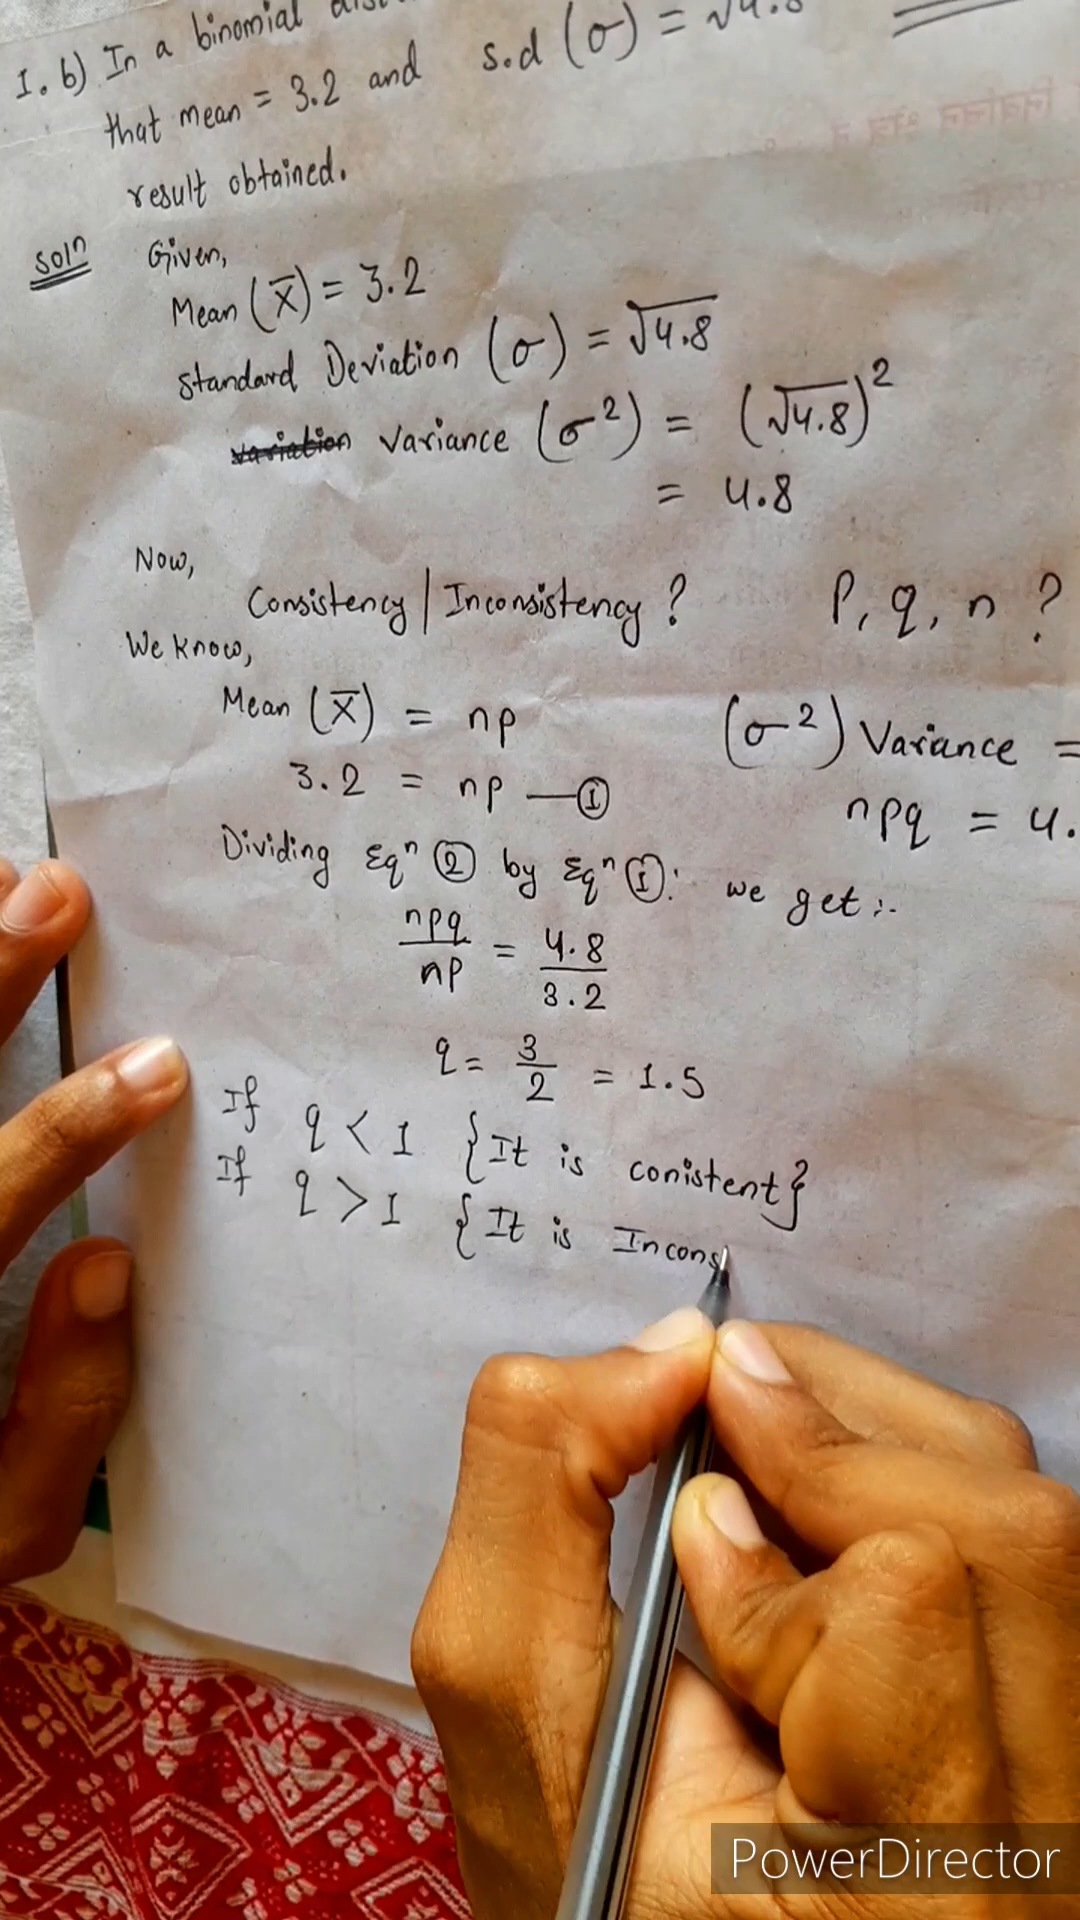 1. b) In a binomial
that mean = 3.2 and s.d (σ) = √4.8
result obtained.
Soln Given,
Mean (x̄) = 3.2
Standard Deviation (σ) = √4.8
variation Variance (σ²) = (√4.8)²
= 4.8
Now,
Consistency | Inconsistency? P, q, n ?
We know,
Mean (x̄) = np (σ²) Variance =
3.2 = np —① npq = 4.
Dividing Eqⁿ ② by Eqⁿ ①: we get :-
npq/np = 4.8/3.2
q = 3/2 = 1.5
If q < 1 {It is conistent}
If q > 1 {It is Incons
PowerDirector